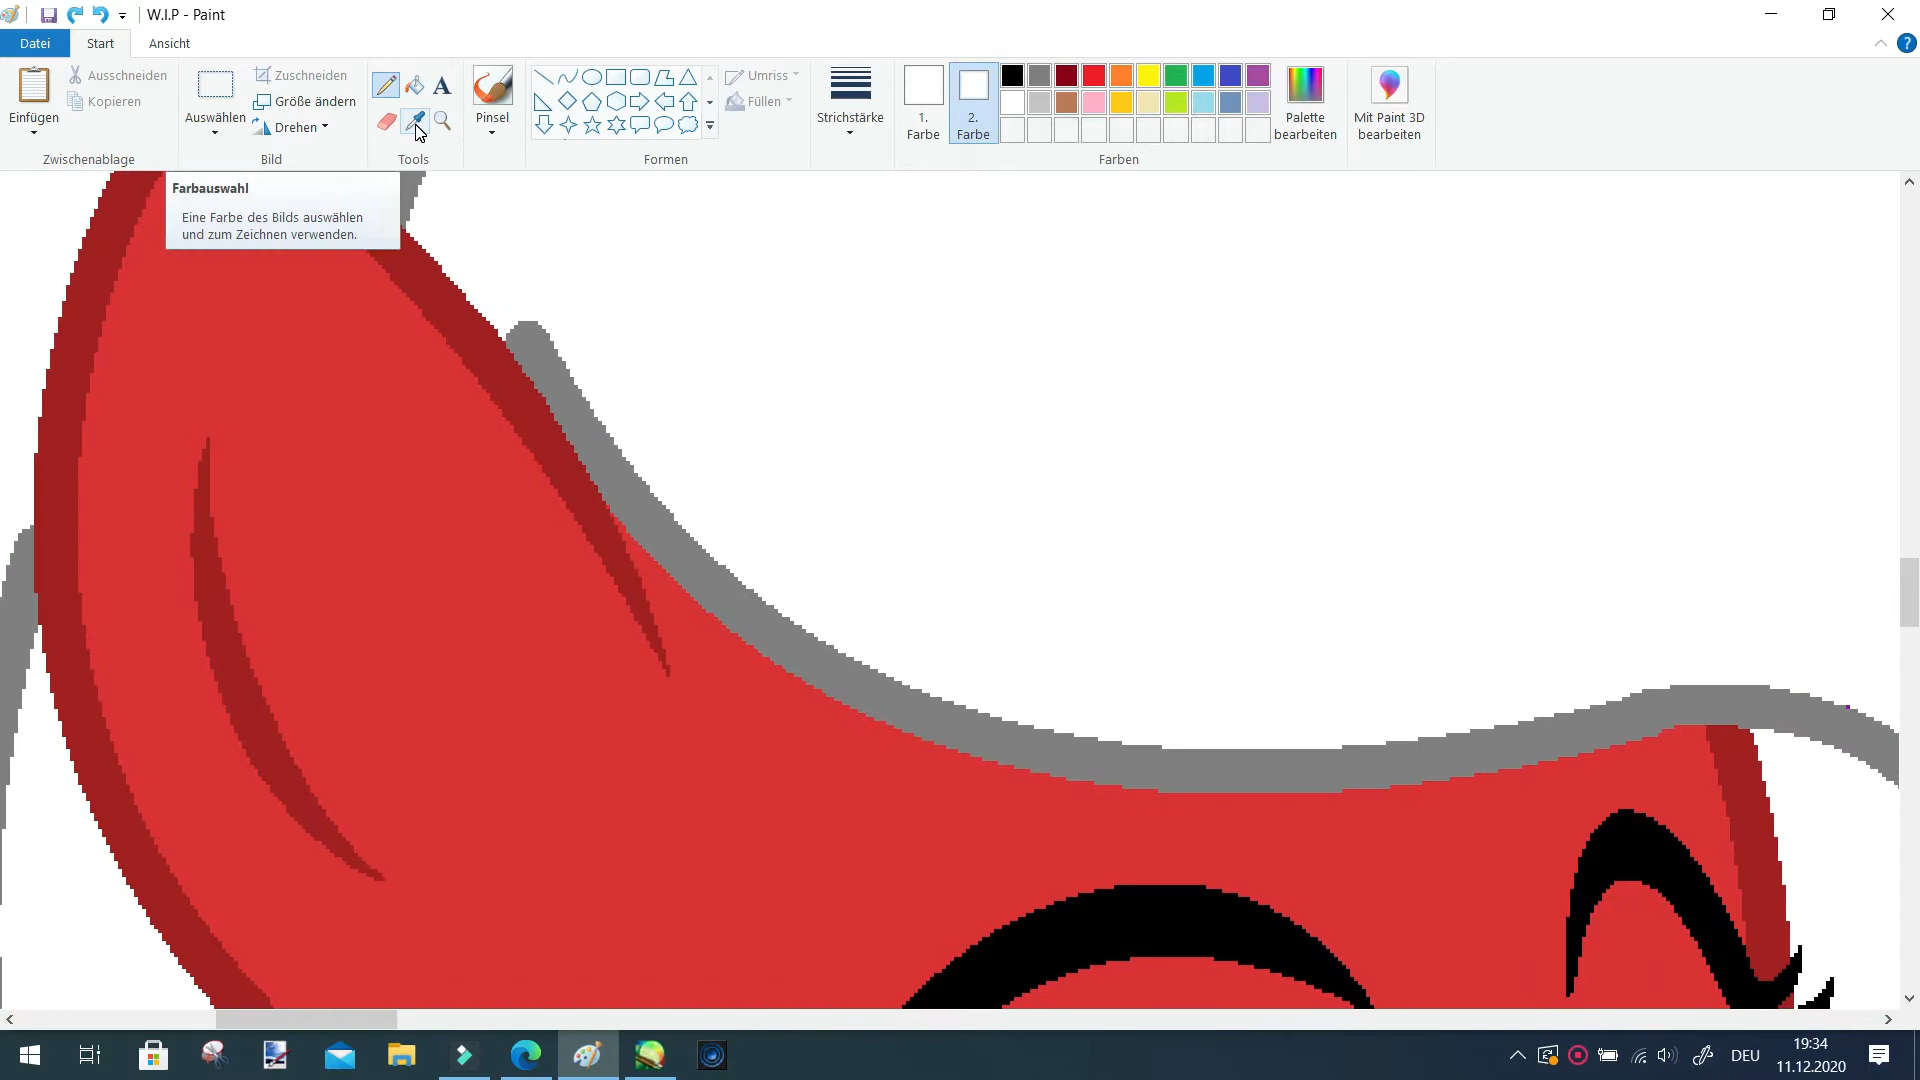 W.I.P - Paint
Datei Start Ansicht
Einfügen
Ausschneiden
Kopieren
Zwischenablage
Auswählen
Zuschneiden
Größe ändern
Drehen
Bild
A
Tools
Pinsel
Umriss
Füllen
Formen
Strichstärke
1.
Farbe
2.
Farbe
Palette
bearbeiten
Farben
Mit Paint 3D
bearbeiten
Farbauswahl
Eine Farbe des Bilds auswählen
und zum Zeichnen verwenden.
DEU
19:34
11.12.2020